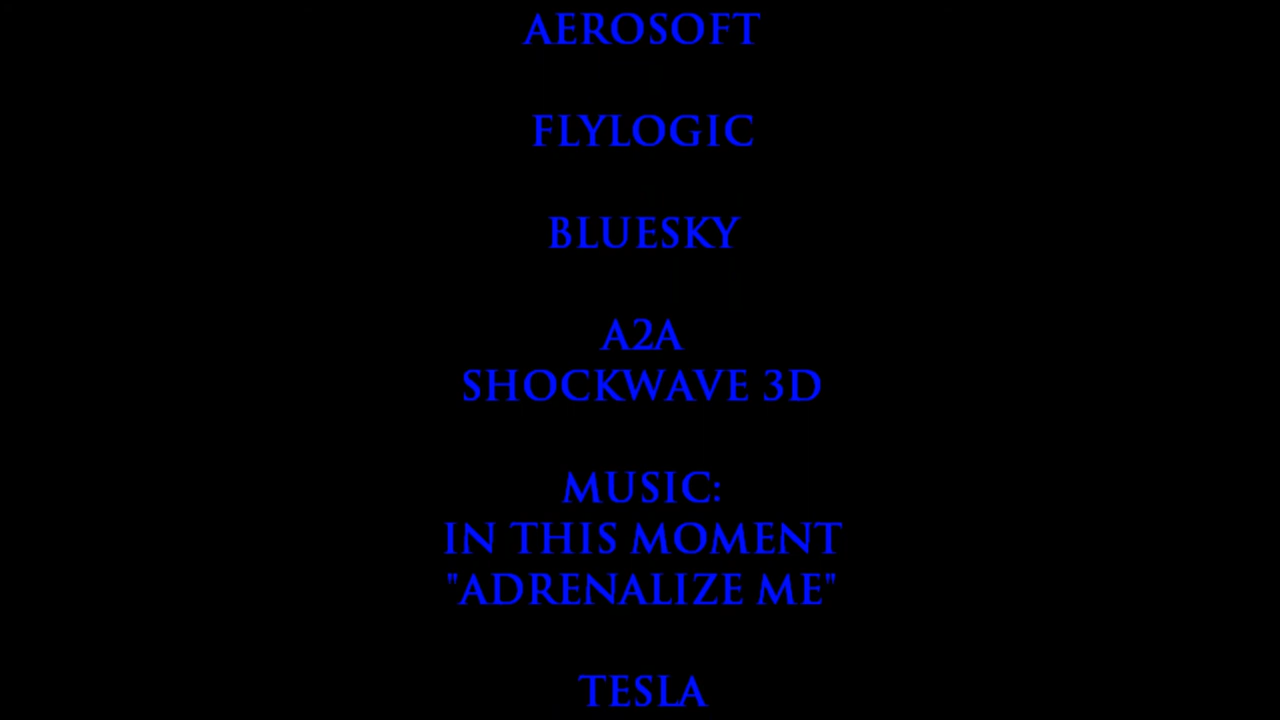 AEROSOFT
FLYLOGIC
BLUESKY
A2A
SHOCKWAVE 3D
MUSIC:
IN THIS MOMENT
"ADRENALIZE ME"
TESLA